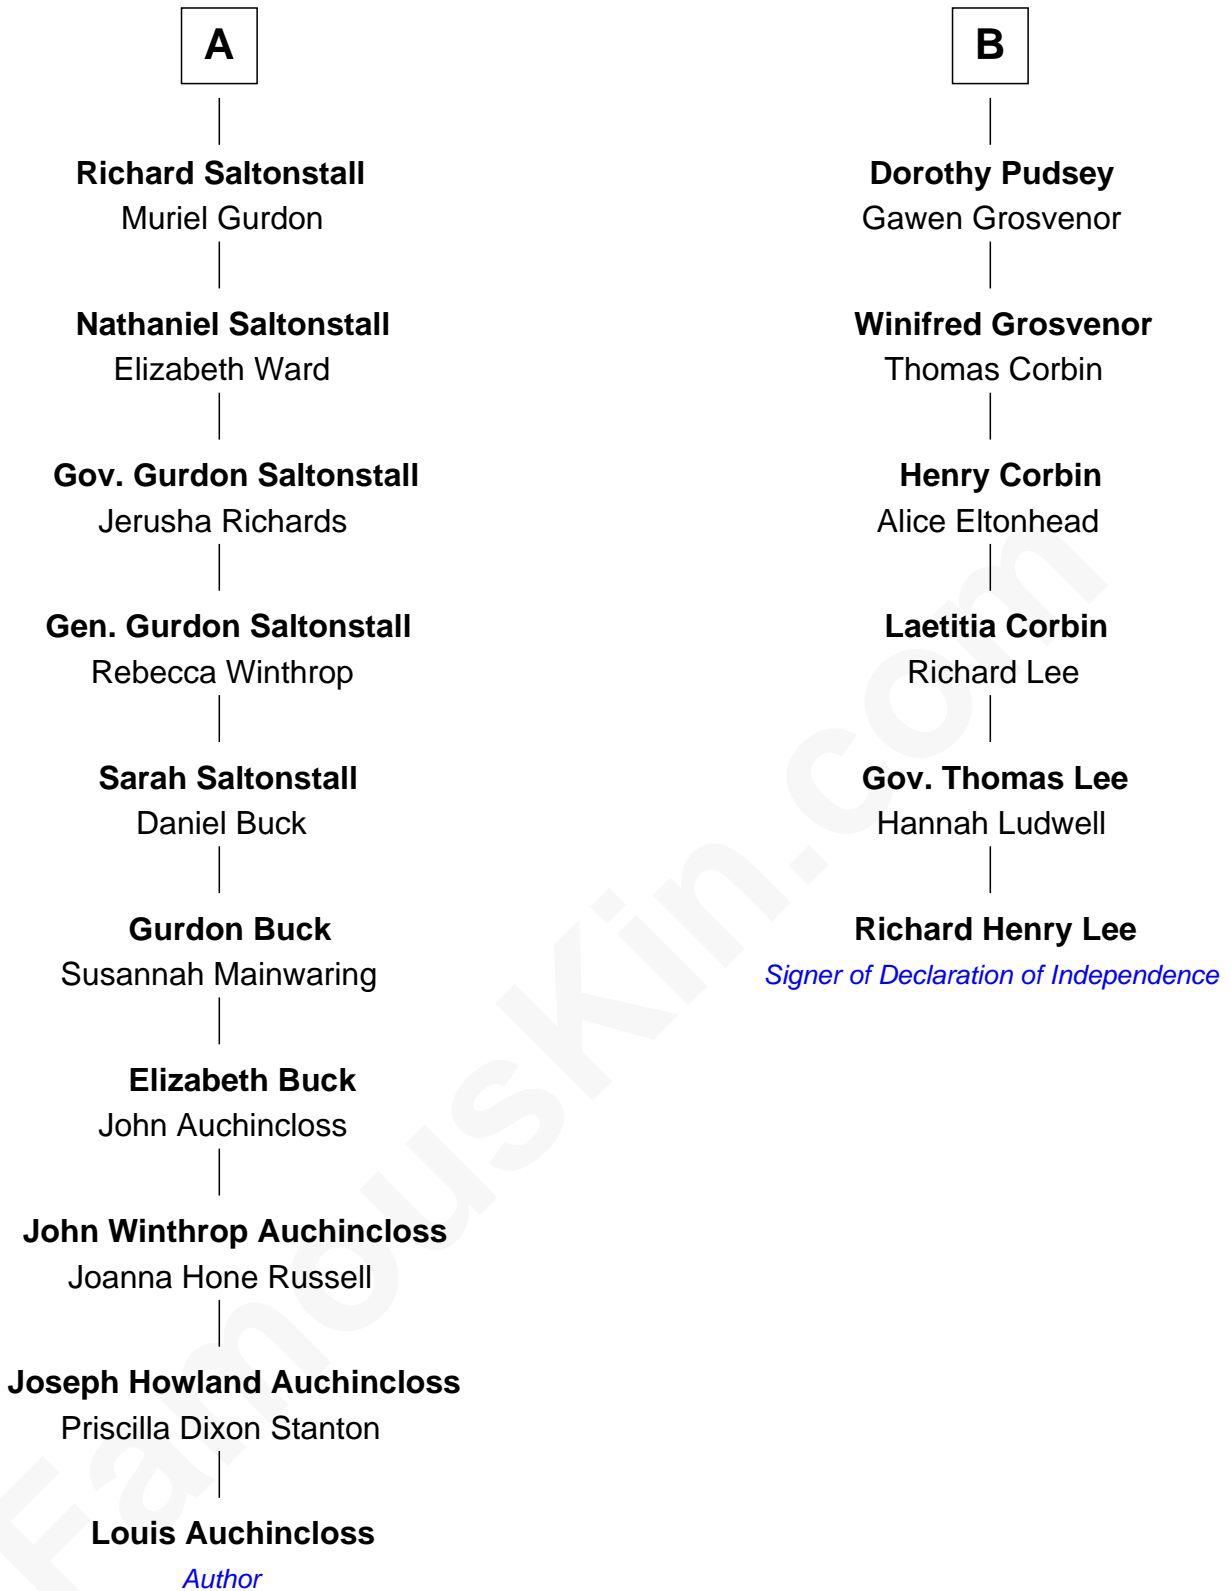 A
Richard Saltonstall
Muriel Gurdon
Nathaniel Saltonstall
Elizabeth Ward
Gov. Gurdon Saltonstall
Jerusha Richards
Gen. Gurdon Saltonstall
Rebecca Winthrop
Sarah Saltonstall
Daniel Buck
Gurdon Buck
Susannah Mainwaring
Elizabeth Buck
John Auchincloss
John Winthrop Auchincloss
Joanna Hone Russell
Joseph Howland Auchincloss
Priscilla Dixon Stanton
Louis Auchincloss
Author
B
Dorothy Pudsey
Gawen Grosvenor
Winifred Grosvenor
Thomas Corbin
Henry Corbin
Alice Eltonhead
Laetitia Corbin
Richard Lee
Gov. Thomas Lee
Hannah Ludwell
Richard Henry Lee
Signer of Declaration of Independence
FamousKin.com